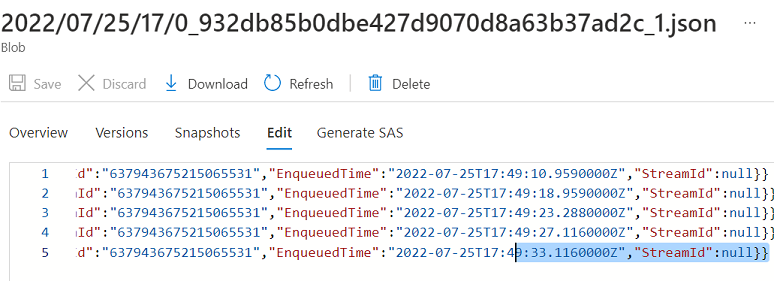 2022/07/25/17/0_932db85b0dbe427d9070d8a63b37ad2c_1.json ...
Blob
Save Discard Download Refresh Delete
Overview Versions Snapshots Edit Generate SAS
1 Id":"637943675215065531","EnqueuedTime":"2022-07-25T17:49:10.9590000Z","StreamId":null}}
2 nId":"637943675215065531","EnqueuedTime":"2022-07-25T17:49:18.9590000Z","StreamId":null}}
3 nId":"637943675215065531","EnqueuedTime":"2022-07-25T17:49:23.2880000Z","StreamId":null}}
4 nId":"637943675215065531","EnqueuedTime":"2022-07-25T17:49:27.1160000Z","StreamId":null}}
5 Id":"637943675215065531","EnqueuedTime":"2022-07-25T17:49:33.1160000Z","StreamId":null}}